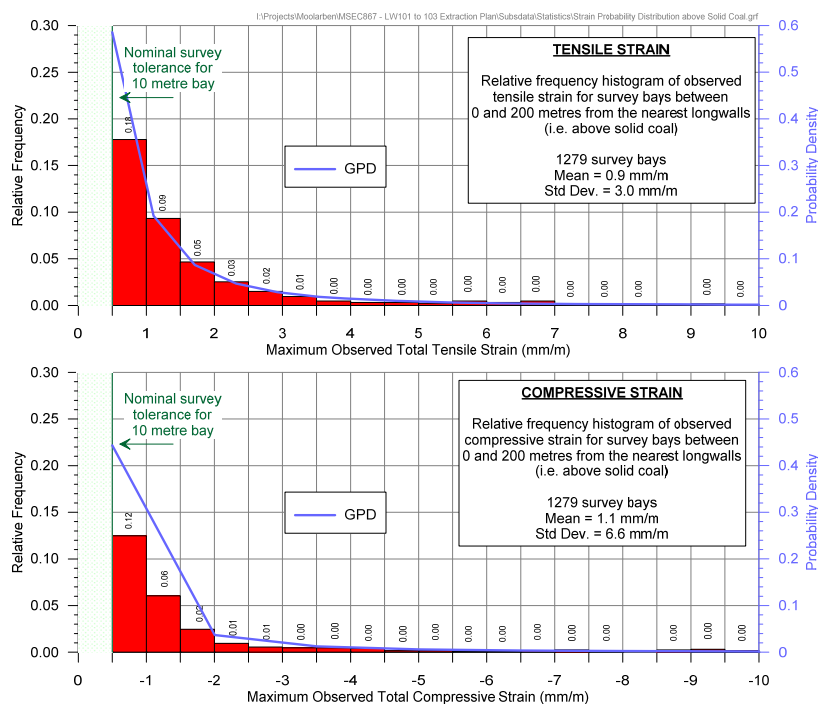 I:\Projects\Moolarben\MSEC867 - LW101 to 103 Extraction Plan\Subsdata\Statistics\Strain Probability Distribution above Solid Coal.grf
0.30
0.25
0.20
0.15
0.10
0.05
0.00
Relative Frequency
Nominal survey
tolerance for
10 metre bay
0.18
0.09
0.05
0.03
0.02
0.01
0.00
0.00
0.00
0.00
0.00
0.00
0.00
0.00
0.00
0.00
0.00
GPD
TENSILE STRAIN
Relative frequency histogram of observed
tensile strain for survey bays between
0 and 200 metres from the nearest longwalls
(i.e. above solid coal)
1279 survey bays
Mean = 0.9 mm/m
Std Dev. = 3.0 mm/m
0.6
0.5
0.4
0.3
0.2
0.1
0
Probability Density
0 1 2 3 4 5 6 7 8 9 10
Maximum Observed Total Tensile Strain (mm/m)
0.30
0.25
0.20
0.15
0.10
0.05
0.00
Relative Frequency
Nominal survey
tolerance for
10 metre bay
0.12
0.06
0.02
0.01
0.01
0.00
0.00
0.00
0.00
0.00
0.00
0.00
0.00
0.00
0.00
0.00
0.00
0.00
0.00
GPD
COMPRESSIVE STRAIN
Relative frequency histogram of observed
compressive strain for survey bays between
0 and 200 metres from the nearest longwalls
(i.e. above solid coal)
1279 survey bays
Mean = 1.1 mm/m
Std Dev. = 6.6 mm/m
0.6
0.5
0.4
0.3
0.2
0.1
0
Probability Density
0 -1 -2 -3 -4 -5 -6 -7 -8 -9 -10
Maximum Observed Total Compressive Strain (mm/m)